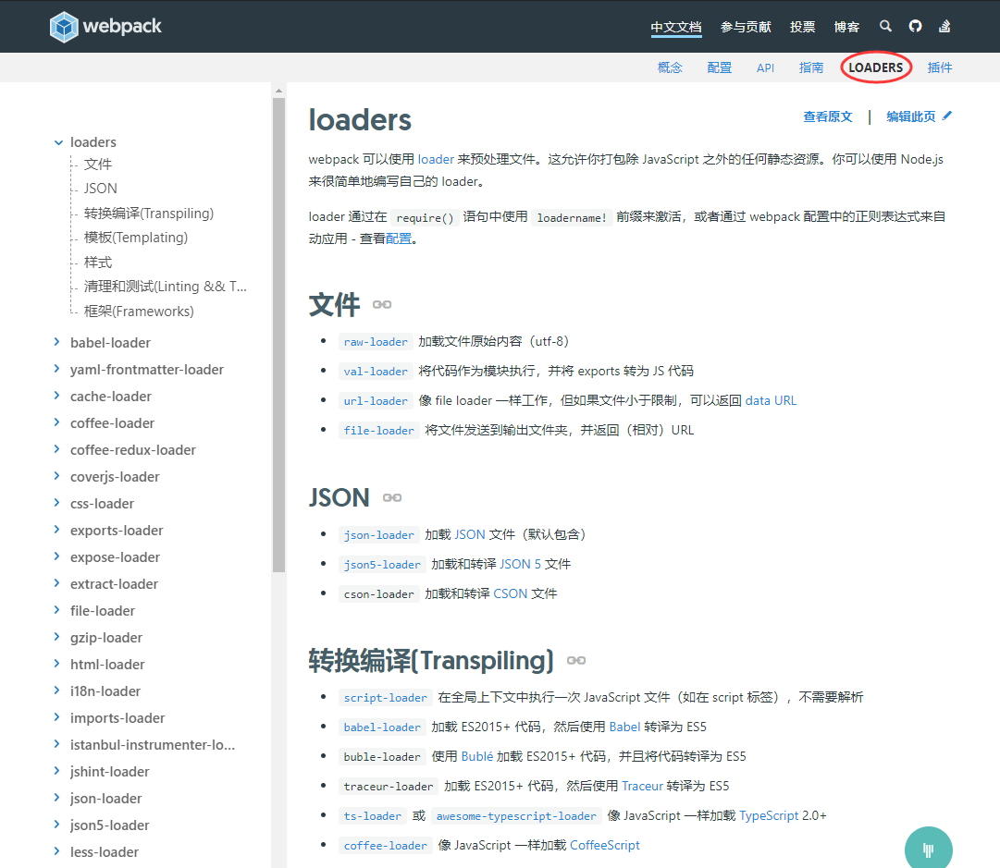 webpack
中文文档 参与贡献 投票 博客
概念 配置 API 指南 LOADERS 插件
loaders
文件
JSON
转换编译(Transpiling)
模板(Templating)
样式
清理和测试(Linting && T...
框架(Frameworks)
babel-loader
yaml-frontmatter-loader
cache-loader
coffee-loader
coffee-redux-loader
coverjs-loader
css-loader
exports-loader
expose-loader
extract-loader
file-loader
gzip-loader
html-loader
i18n-loader
imports-loader
istanbul-instrumenter-lo...
jshint-loader
json-loader
json5-loader
less-loader
loaders
查看原文 | 编辑此页
webpack 可以使用 loader 来预处理文件。这允许你打包除 JavaScript 之外的任何静态资源。你可以使用 Node.js
来很简单地编写自己的 loader。
loader 通过在 require() 语句中使用 loadername! 前缀来激活，或者通过 webpack 配置中的正则表达式来自
动应用 - 查看配置。
文件
• raw-loader 加载文件原始内容（utf-8）
• val-loader 将代码作为模块执行，并将 exports 转为 JS 代码
• url-loader 像 file loader 一样工作，但如果文件小于限制，可以返回 data URL
• file-loader 将文件发送到输出文件夹，并返回（相对）URL
JSON
• json-loader 加载 JSON 文件（默认包含）
• json5-loader 加载和转译 JSON 5 文件
• cson-loader 加载和转译 CSON 文件
转换编译(Transpiling)
• script-loader 在全局上下文中执行一次 JavaScript 文件（如在 script 标签），不需要解析
• babel-loader 加载 ES2015+ 代码，然后使用 Babel 转译为 ES5
• buble-loader 使用 Bublé 加载 ES2015+ 代码，并且将代码转译为 ES5
• traceur-loader 加载 ES2015+ 代码，然后使用 Traceur 转译为 ES5
• ts-loader 或 awesome-typescript-loader 像 JavaScript 一样加载 TypeScript 2.0+
• coffee-loader 像 JavaScript 一样加载 CoffeeScript